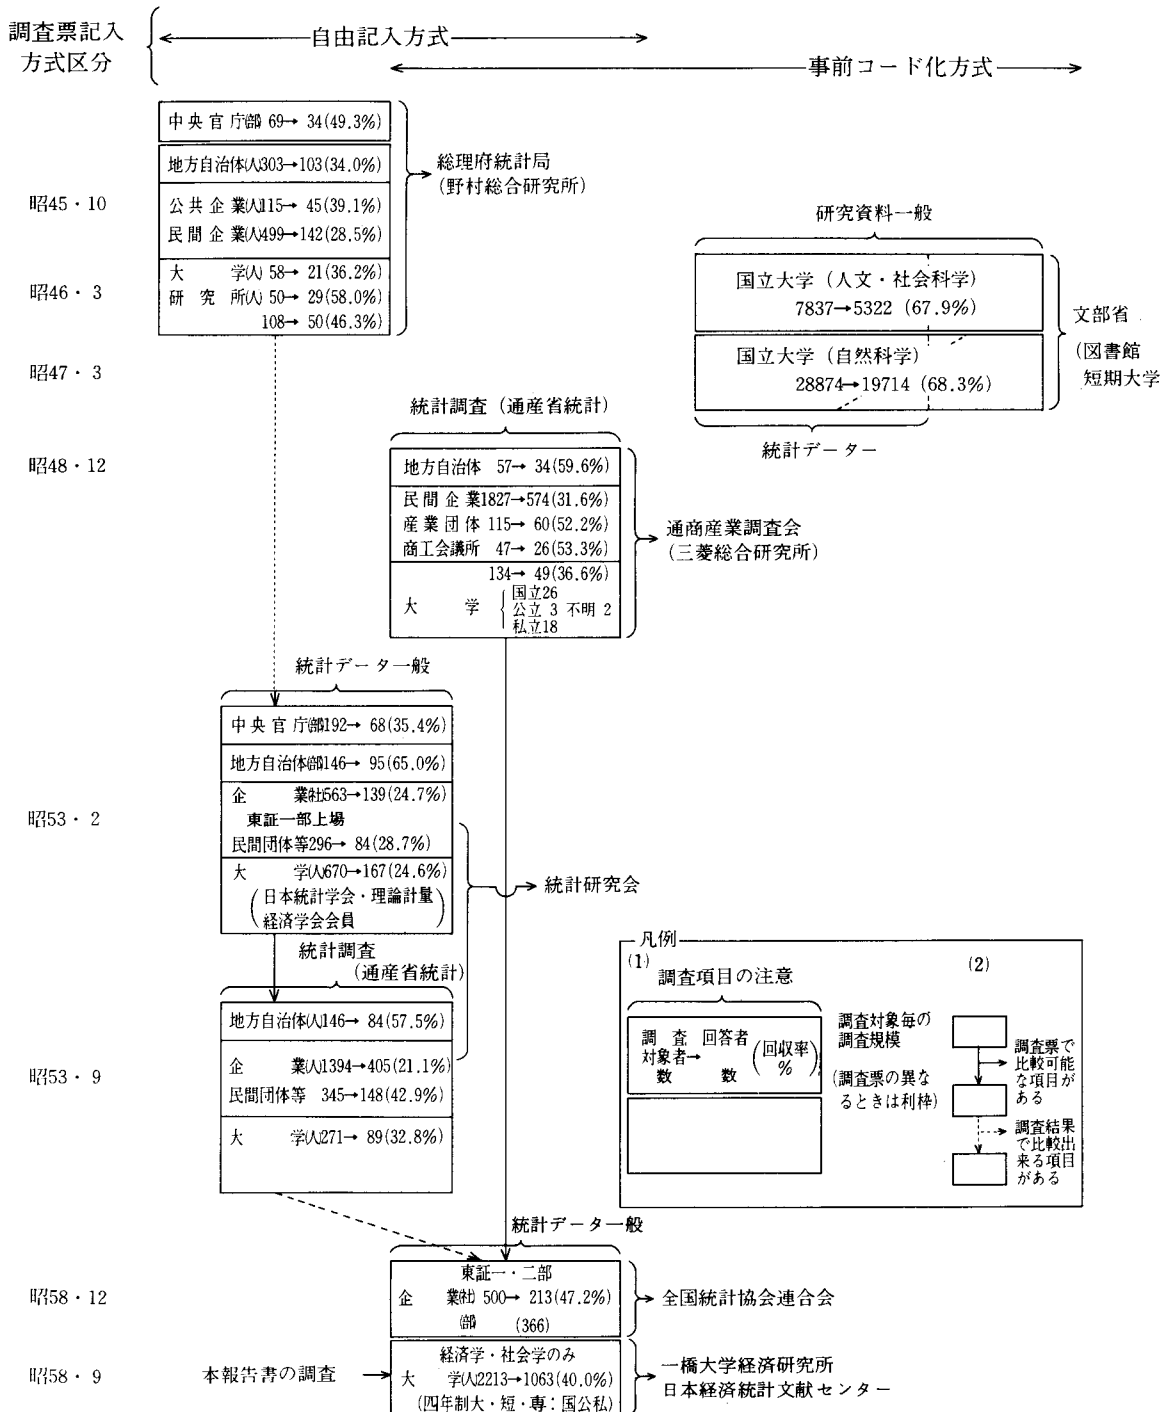 調査票記入
方式区分
自由記入方式
事前コード化方式
昭45・10
昭46・3
昭47・3
昭48・12
昭53・2
昭53・9
昭58・12
昭58・9
中央官庁(部) 69→ 34(49.3%)
地方自治体(人)303→103(34.0%)
公共企業(人)115→ 45(39.1%)
民間企業(人)499→142(28.5%)
大 学(人) 58→ 21(36.2%)
研究所(人) 50→ 29(58.0%)
108→ 50(46.3%)
総理府統計局
(野村総合研究所)
研究資料一般
国立大学(人文・社会科学)
7837→5322 (67.9%)
国立大学(自然科学)
28874→19714 (68.3%)
統計データー
文部省
(図書館
短期大学
統計調査(通産省統計)
地方自治体 57→ 34(59.6%)
民間企業1827→574(31.6%)
産業団体 115→ 60(52.2%)
商工会議所 47→ 26(53.3%)
134→ 49(36.6%)
大 学
国立26
公立 3 不明 2
私立18
通商産業調査会
(三菱総合研究所)
統計データ一般
中央官庁(部)192→ 68(35.4%)
地方自治体(部)146→ 95(65.0%)
企 業(社)563→139(24.7%)
東証一部上場
民間団体等296→ 84(28.7%)
大 学(人)670→167(24.6%)
(日本統計学会・理論計量
経済学会会員)
統計研究会
統計調査
(通産省統計)
地方自治体(人)146→ 84(57.5%)
企 業(人)1394→405(21.1%)
民間団体等 345→148(42.9%)
大 学(人)271→ 89(32.8%)
凡例
(1)
調査項目の注意
調 査 回答者
対象者→ (回収率)
数 数 %
調査対象毎の
調査規模
(調査票の異な
るときは利枠)
(2)
調査票で
比較可能
な項目が
ある
調査結果
で比較出
来る項目
がある
統計データ一般
東証一・二部
企 業(社) 500→ 213(47.2%)
(部) (366)
全国統計協会連合会
本報告書の調査
経済学・社会学のみ
大 学(人)2213→1063(40.0%)
(四年制大・短・専:国公私)
一橋大学経済研究所
日本経済統計文献センター